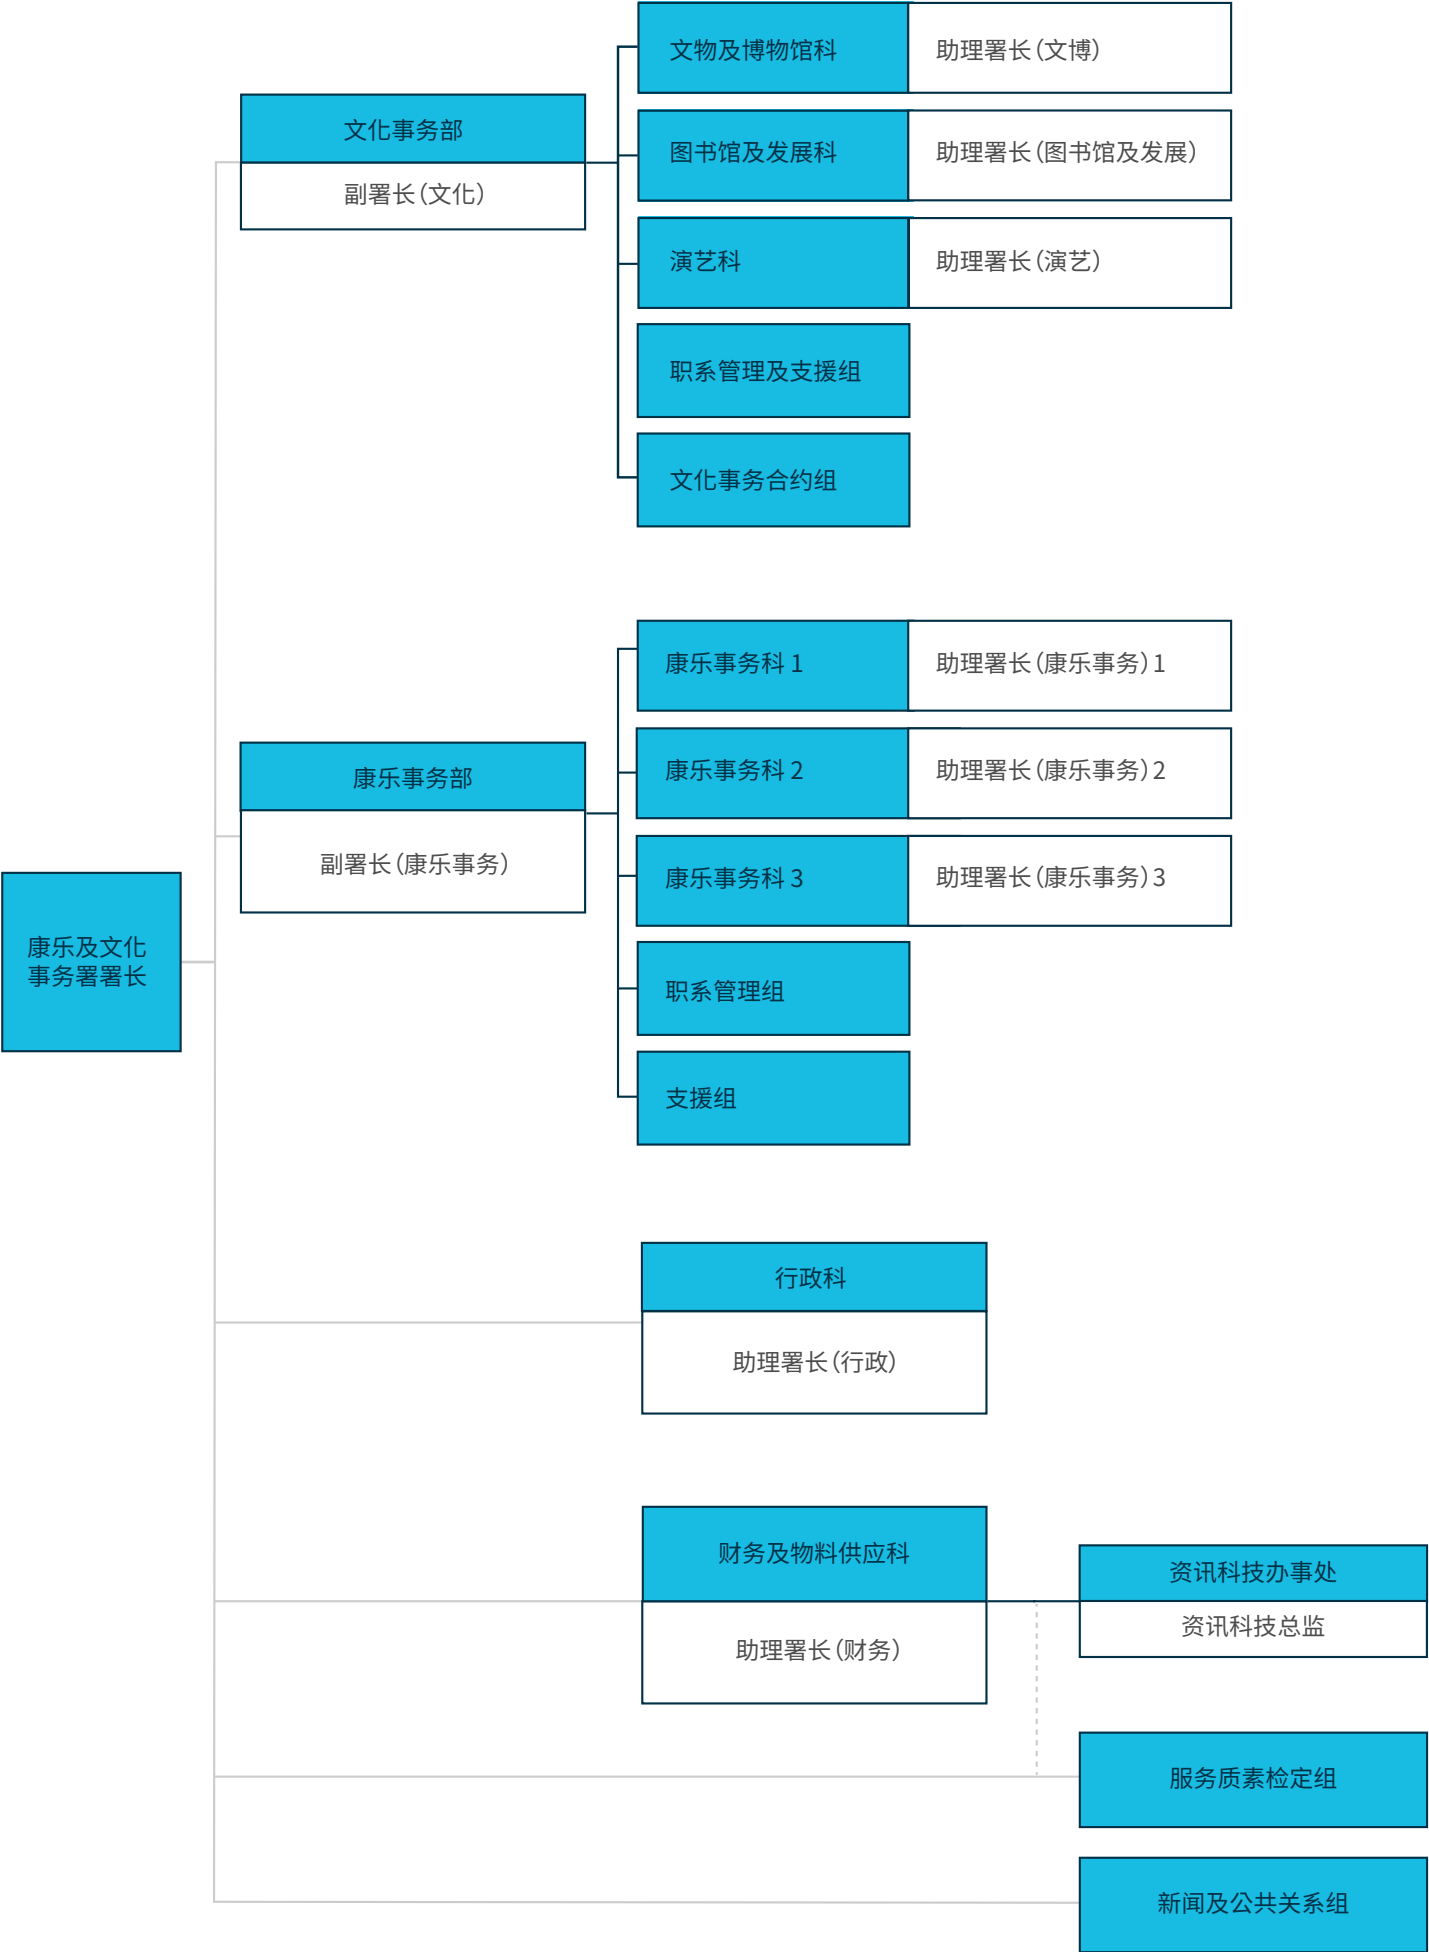 文物及博物馆科
助理署长(文博)
文化事务部
副署长(文化)
图书馆及发展科
助理署长(图书馆及发展)
演艺科
助理署长(演艺)
职系管理及支援组
文化事务合约组
康乐事务科 1
助理署长(康乐事务)1
康乐事务部
副署长(康乐事务)
康乐事务科 2
助理署长(康乐事务)2
康乐事务科 3
助理署长(康乐事务)3
康乐及文化
事务署署长
职系管理组
支援组
行政科
助理署长(行政)
财务及物料供应科
助理署长(财务)
资讯科技办事处
资讯科技总监
服务质素检定组
新闻及公共关系组